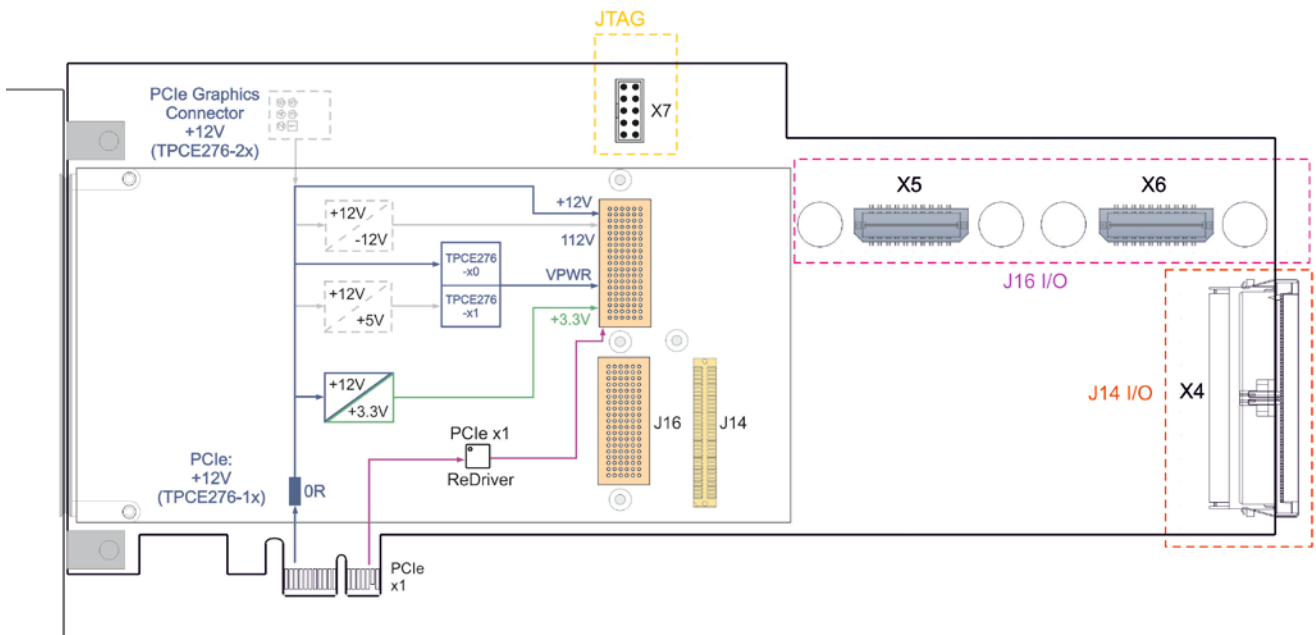 JTAG
X7
PCIe Graphics
Connector
+12V
(TPCE276-2x)
X5
X6
J16 I/O
+12V
-12V
+12V
112V
TPCE276
-x0
VPWR
TPCE276
-x1
+12V
+5V
+3.3V
+12V
+3.3V
J16
J14
J14 I/O
X4
PCIe x1
ReDriver
PCIe:
+12V
(TPCE276-1x)
0R
PCIe
x1